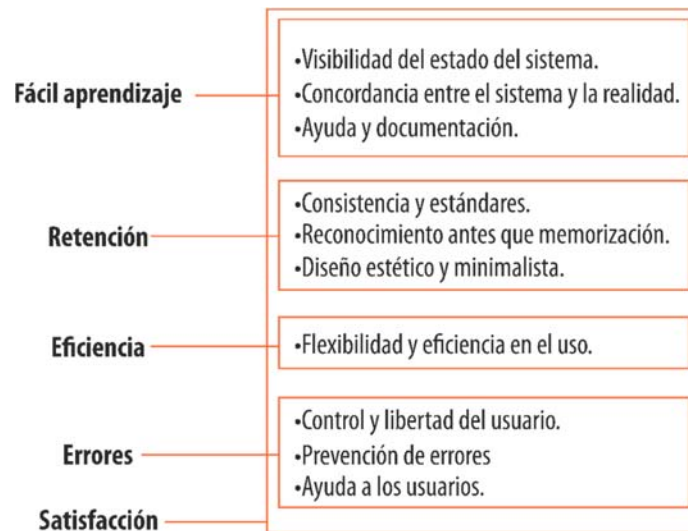 Fácil aprendizaje
•Visibilidad del estado del sistema.
•Concordancia entre el sistema y la realidad.
•Ayuda y documentación.
Retención
•Consistencia y estándares.
•Reconocimiento antes que memorización.
•Diseño estético y minimalista.
Eficiencia
•Flexibilidad y eficiencia en el uso.
Errores
•Control y libertad del usuario.
•Prevención de errores
•Ayuda a los usuarios.
Satisfacción